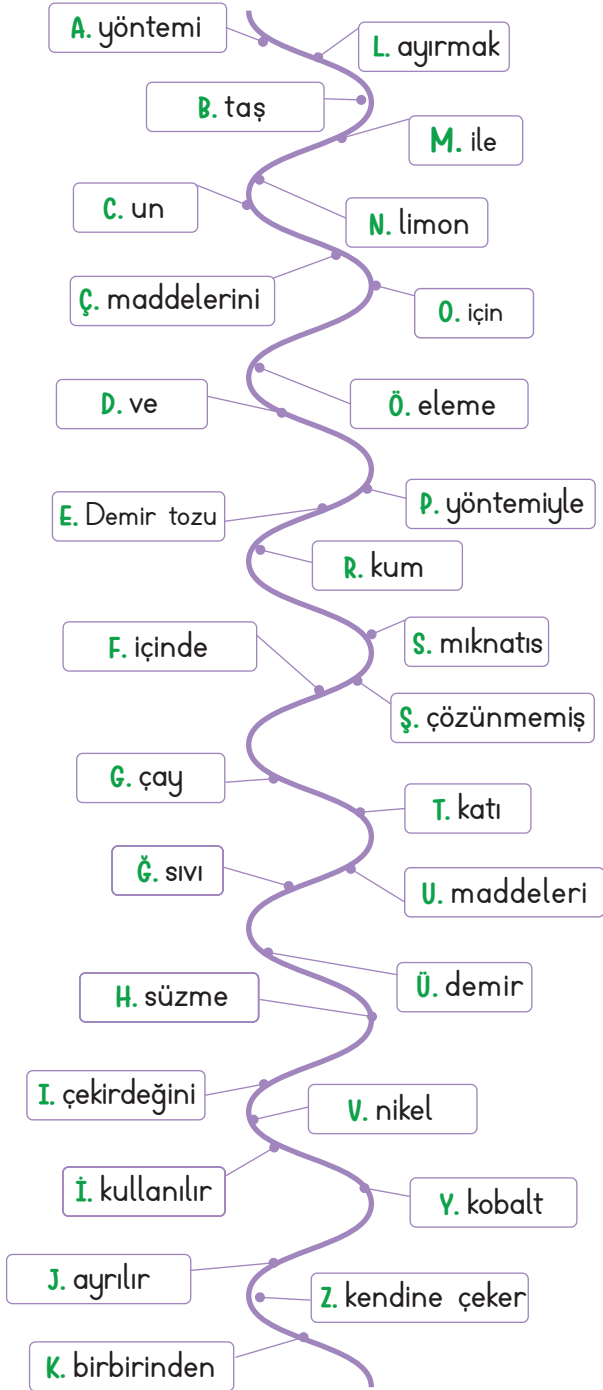 A. yöntemi
L. ayırmak
B. taş
M. ile
C. un
N. limon
Ç. maddelerini
O. için
D. ve
Ö. eleme
E. Demir tozu
P. yöntemiyle
R. kum
F. içinde
S. mıknatıs
Ş. çözünmemiş
G. çay
T. katı
Ğ. sıvı
U. maddeleri
H. süzme
Ü. demir
I. çekirdeğini
V. nikel
İ. kullanılır
Y. kobalt
J. ayrılır
Z. kendine çeker
K. birbirinden